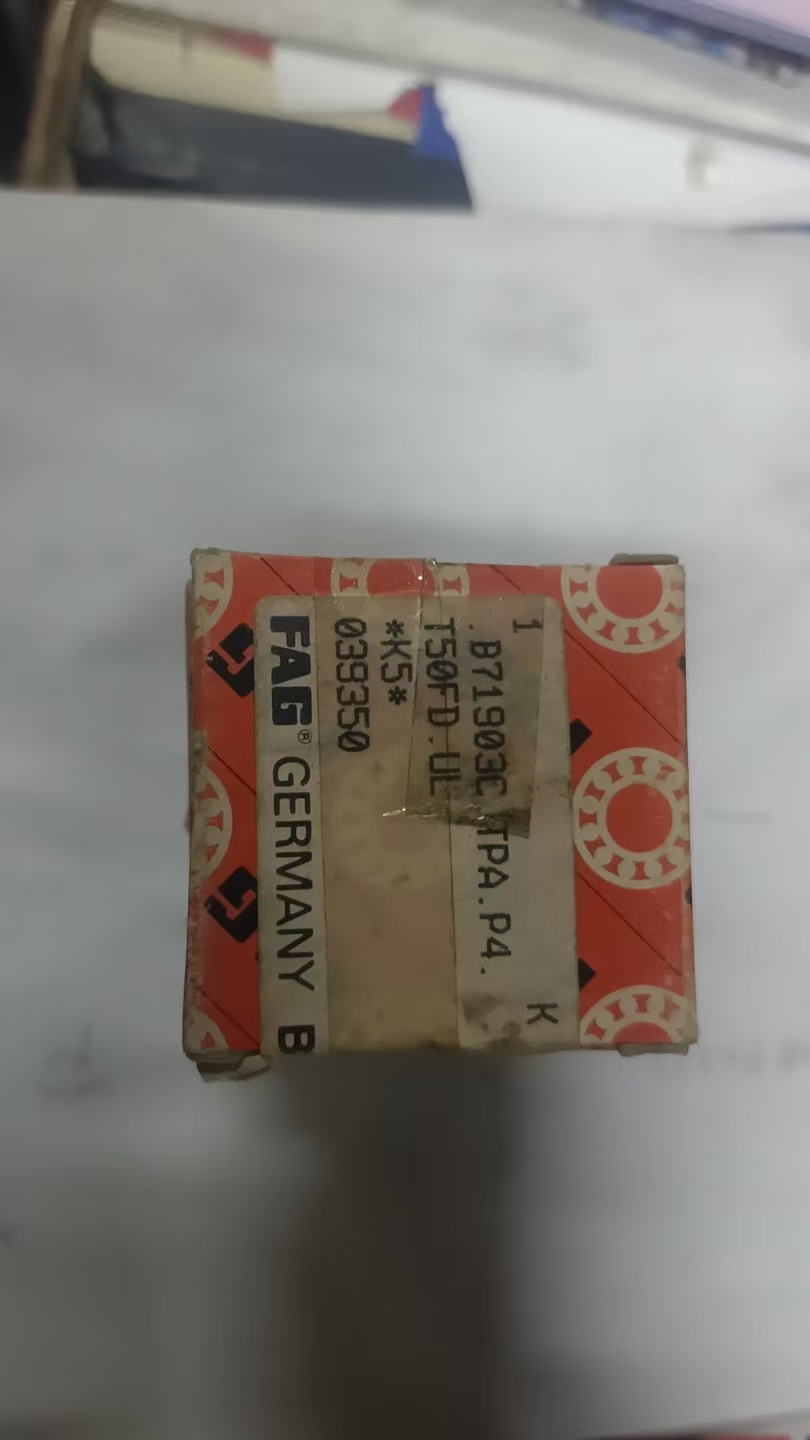 1 K
.B71903C.TPA.P4.
T50FD.UL
*K5*
039350
FAG® GERMANY B